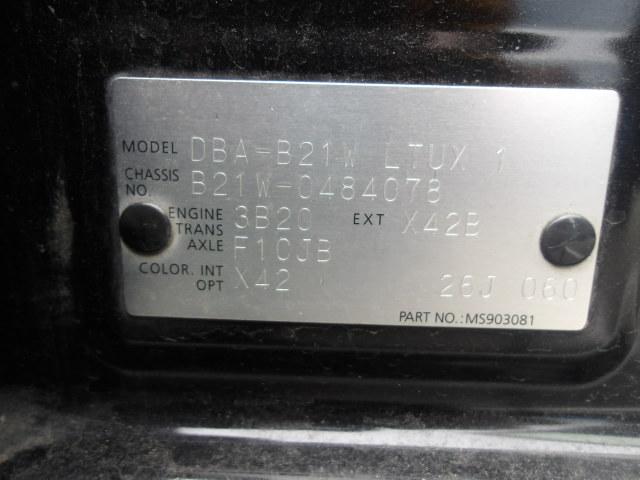 MODEL DBA-B21W LTUX 1
CHASSIS NO. B21W-0484078
ENGINE 3B20 EXT X42B
TRANS AXLE F1CJB
COLOR. INT X42
OPT 26J 060
PART NO.:MS903081